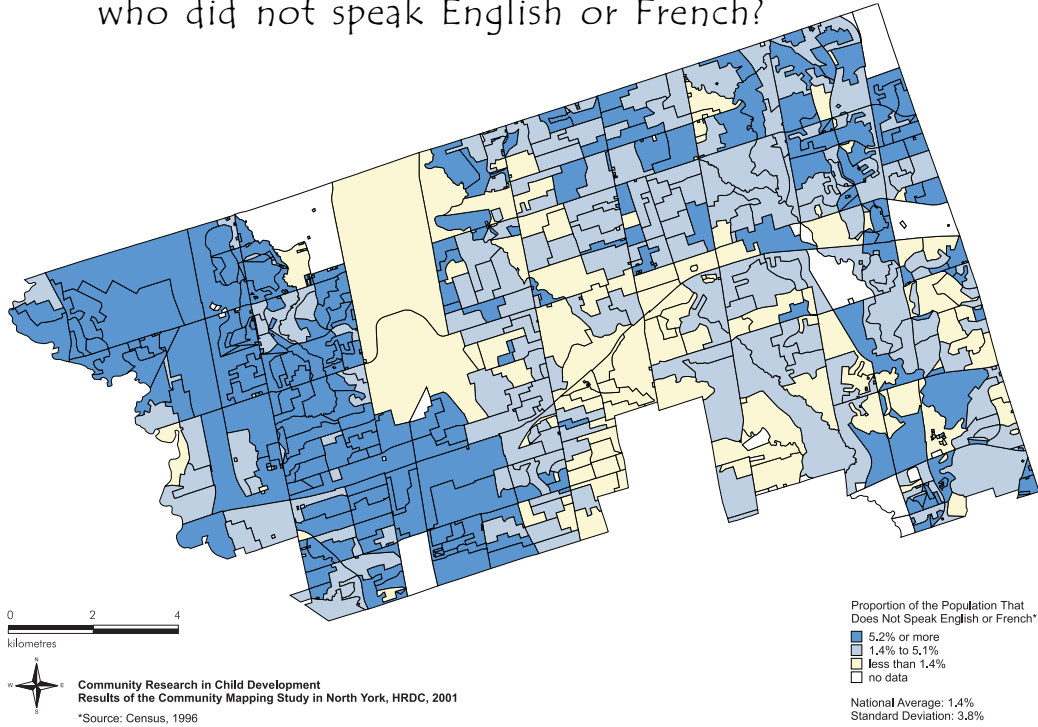 who did not speak English or French?
0 2 4
kilometres
N
W E
S
Community Research in Child Development
Results of the Community Mapping Study in North York, HRDC, 2001
*Source: Census, 1996
Proportion of the Population That
Does Not Speak English or French*
5.2% or more
1.4% to 5.1%
less than 1.4%
no data
National Average: 1.4%
Standard Deviation: 3.8%